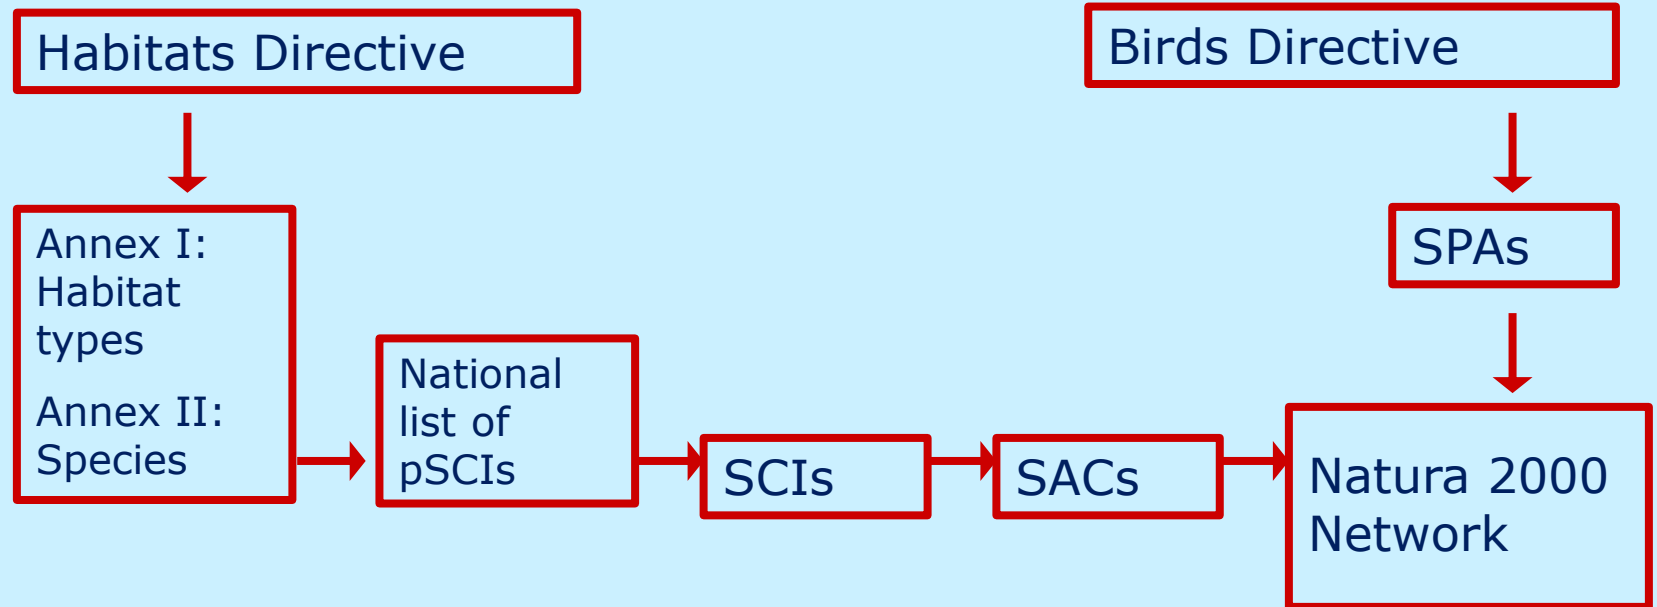 Habitats Directive
Birds Directive
Annex I:
Habitat
types
Annex II:
Species
National
list of
pSCIs
SCIs
SACs
SPAs
Natura 2000
Network